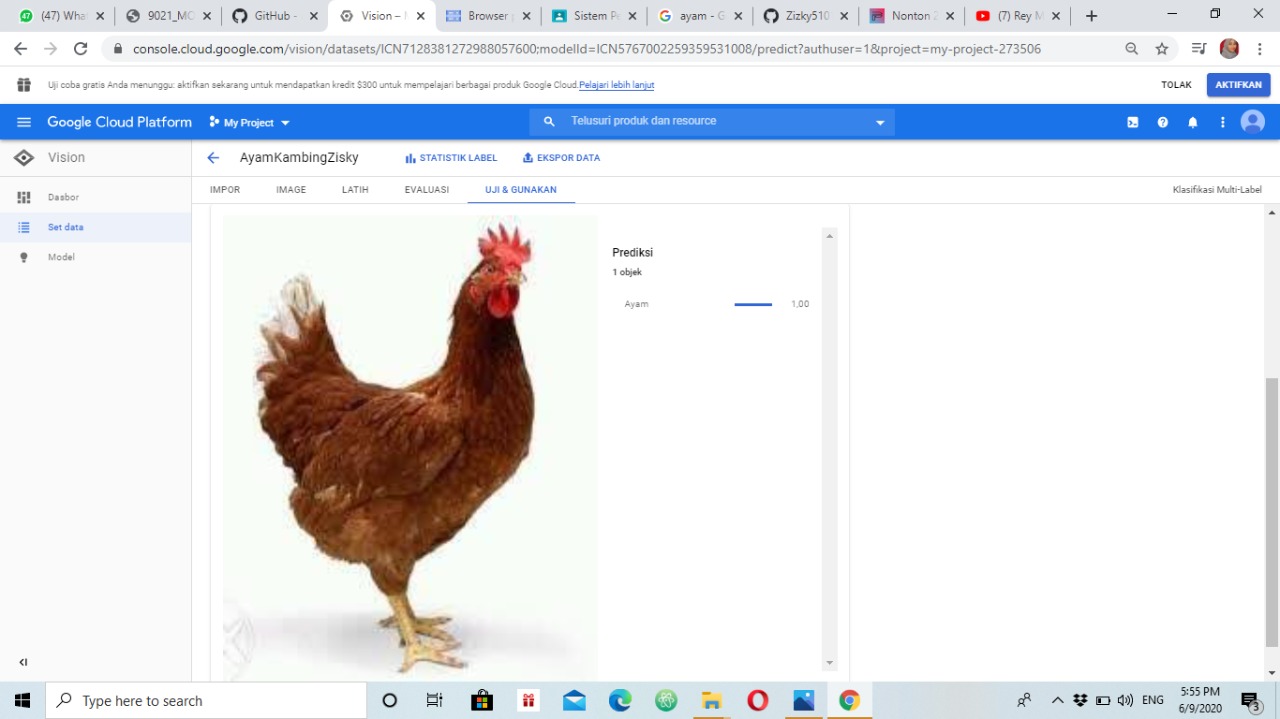 (47) What
9021_MC
GitHub -
Vision –
Browser
Sistem P
ayam - G
Zizky510
Nonton
(7) Rey M
console.cloud.google.com/vision/datasets/ICN7128381272988057600;modelId=ICN5767002259359531008/predict?authuser=1&project=my-project-273506
Uji coba gratis Anda menunggu: aktifkan sekarang untuk mendapatkan kredit $300 untuk mempelajari berbagai produk Google Cloud.Pelajari lebih lanjut
TOLAK
AKTIFKAN
Google Cloud Platform
My Project
Telusuri produk dan resource
Vision
AyamKambingZisky
STATISTIK LABEL
EKSPOR DATA
Dasbor
Set data
Model
IMPOR
IMAGE
LATIH
EVALUASI
UJI & GUNAKAN
Klasifikasi Multi-Label
Prediksi
1 objek
Ayam
1,00
Type here to search
ENG
5:55 PM
6/9/2020
3